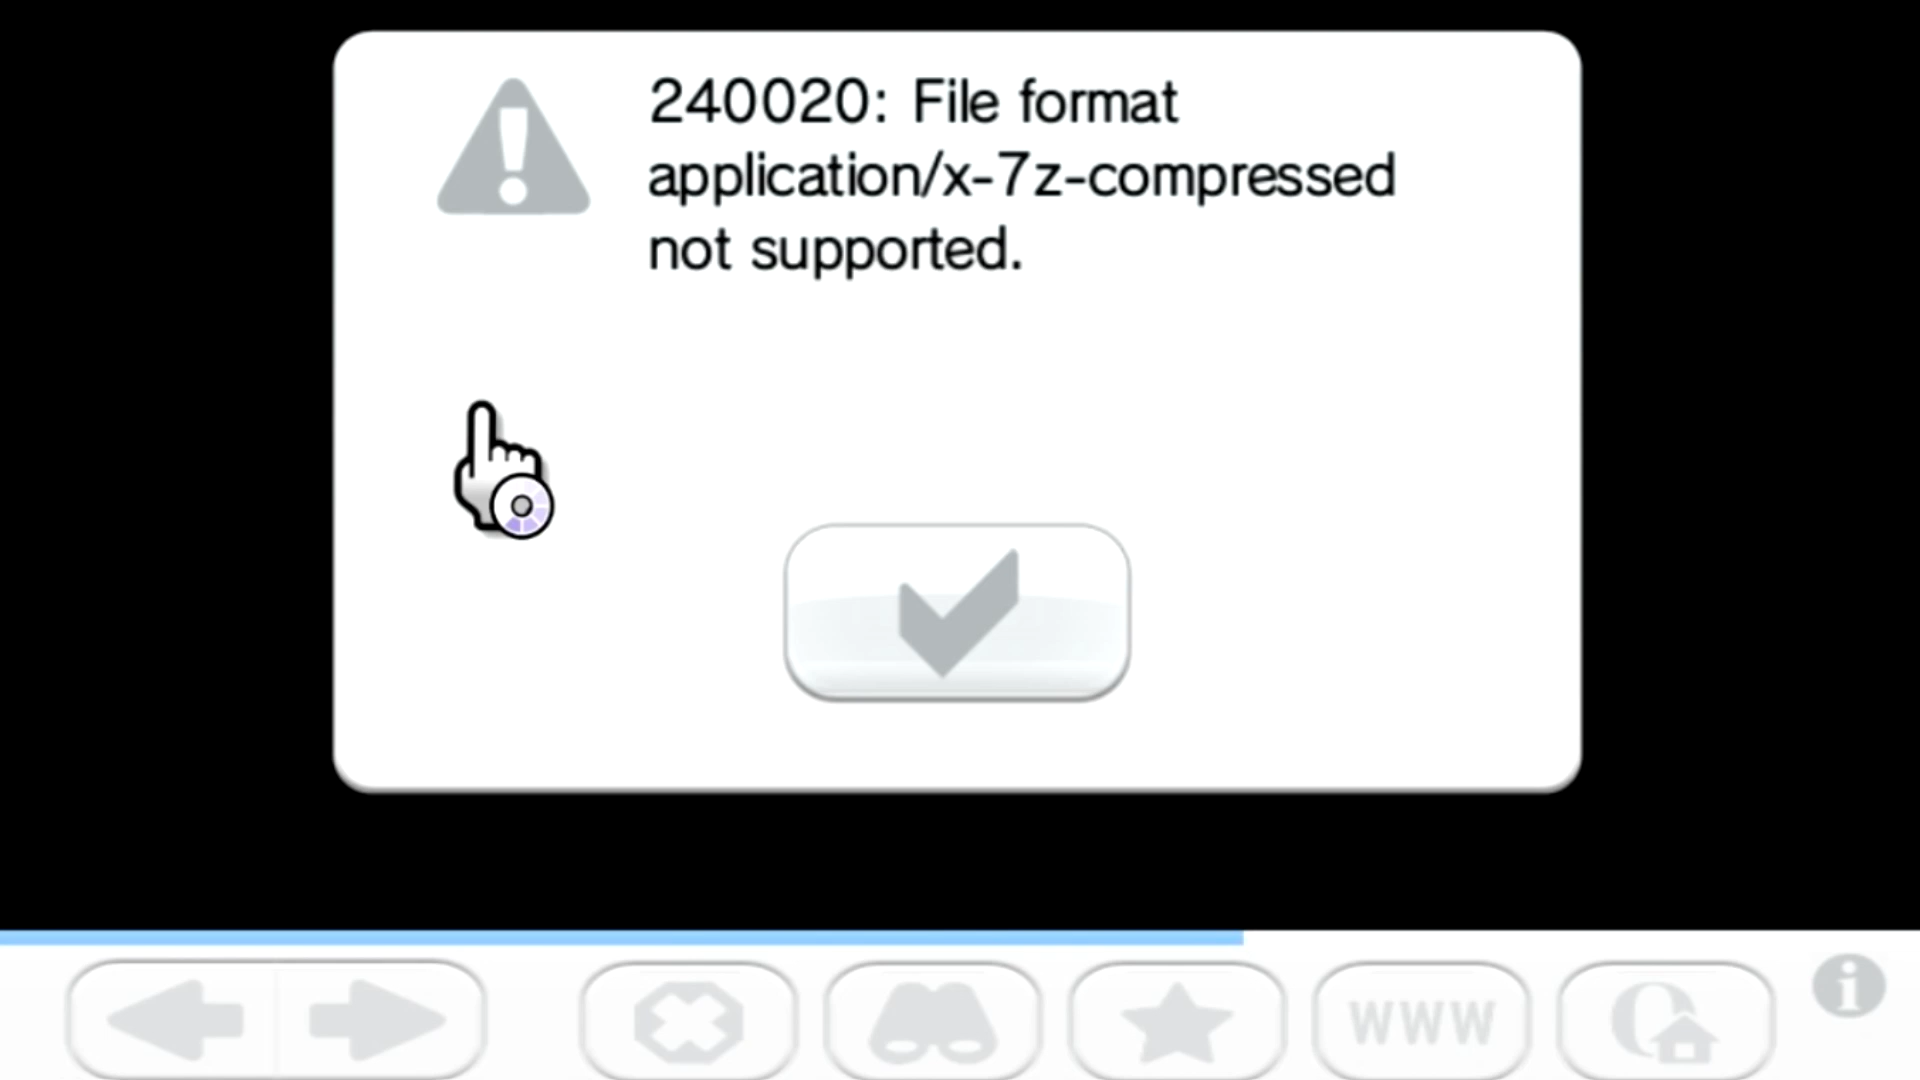 240020: File format
application/x-7z-compressed
not supported.
WWW
i